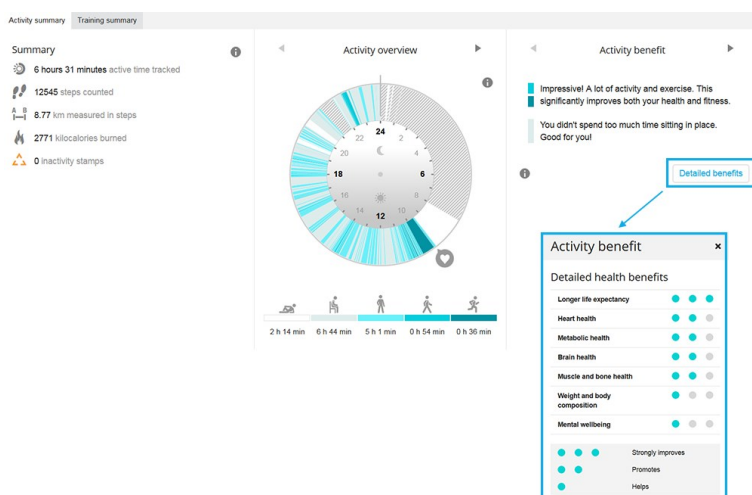 Activity summary
Training summary
Summary
6 hours 31 minutes active time tracked
12545 steps counted
A B
8.77 km measured in steps
2771 kilocalories burned
0 inactivity stamps
Activity overview
24
22
2
20
4
18
6
16
8
14
10
12
2 h 14 min
6 h 44 min
5 h 1 min
0 h 54 min
0 h 36 min
Activity benefit
Impressive! A lot of activity and exercise. This
significantly improves both your health and fitness.
You didn't spend too much time sitting in place.
Good for you!
Detailed benefits
Activity benefit
×
Detailed health benefits
Longer life expectancy
Heart health
Metabolic health
Brain health
Muscle and bone health
Weight and body
composition
Mental wellbeing
Strongly improves
Promotes
Helps